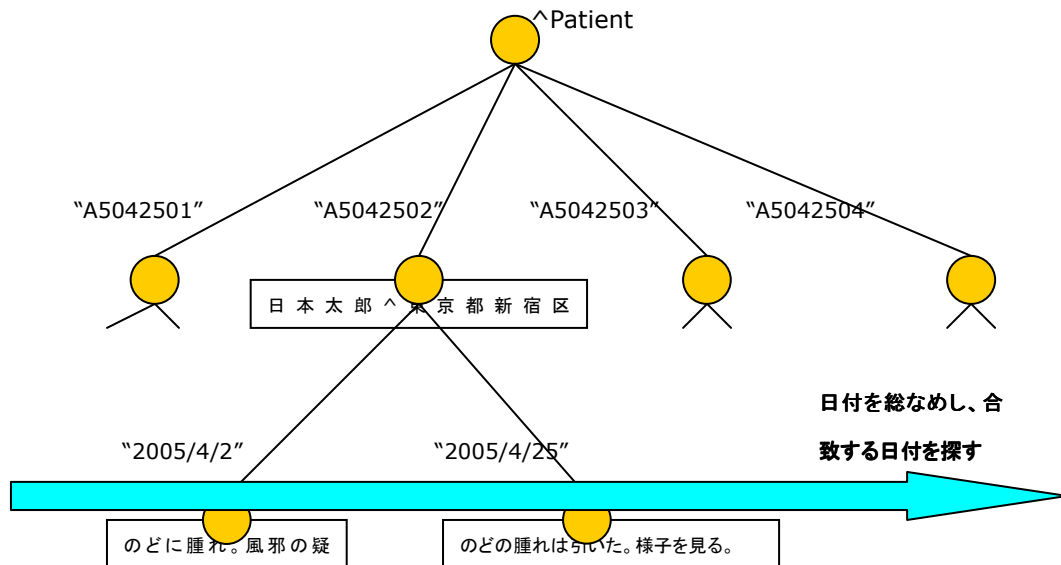 ^Patient
“A5042501”
“A5042502”
“A5042503”
“A5042504”
日本太郎^東京都新宿区
日付を総なめし、合
致する日付を探す
“2005/4/2”
“2005/4/25”
のどに腫れ。風邪の疑
のどの腫れは引いた。様子を見る。